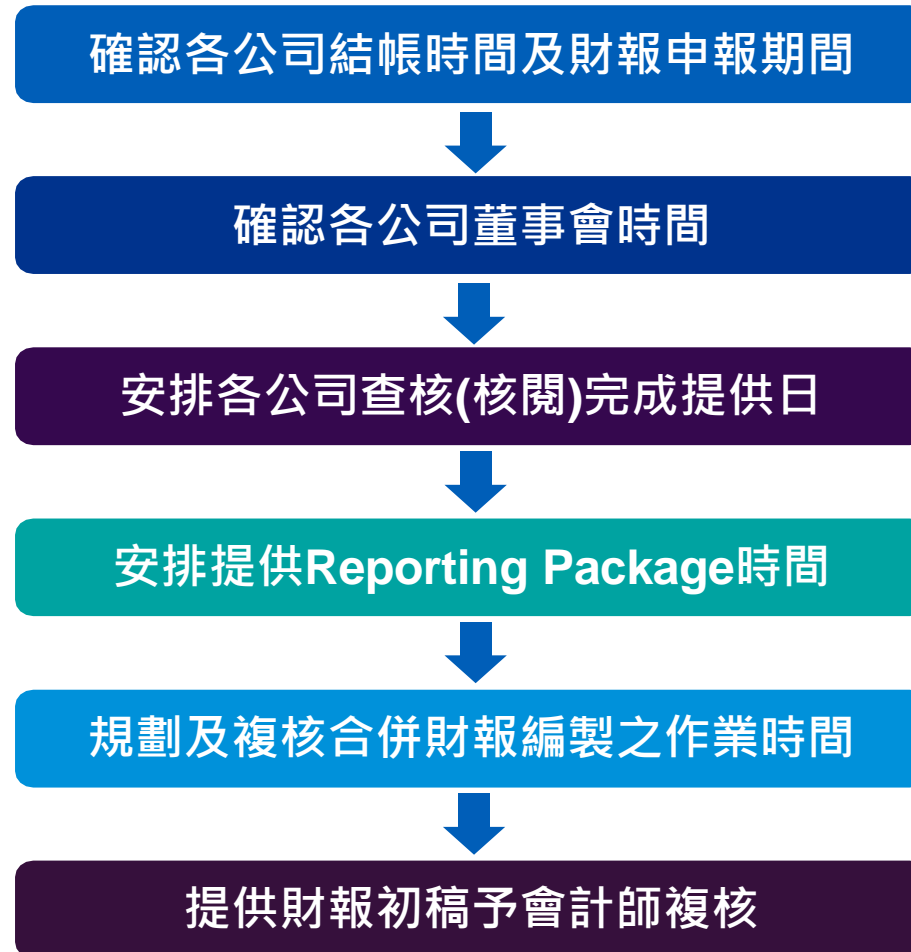 確認各公司結帳時間及財報申報期間
確認各公司董事會時間
安排各公司查核(核閱)完成提供日
安排提供Reporting Package時間
規劃及複核合併財報編製之作業時間
提供財報初稿予會計師複核